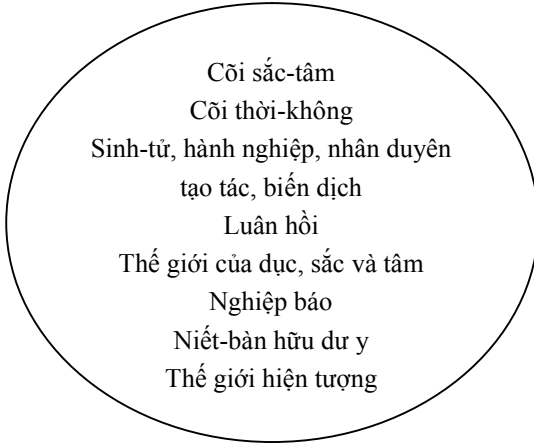 Cõi sắc-tâm
Cõi thời-không
Sinh-tử, hành nghiệp, nhân duyên
tạo tác, biến dịch
Luân hồi
Thế giới của dục, sắc và tâm
Nghiệp báo
Niết-bàn hữu dư y
Thế giới hiện tượng